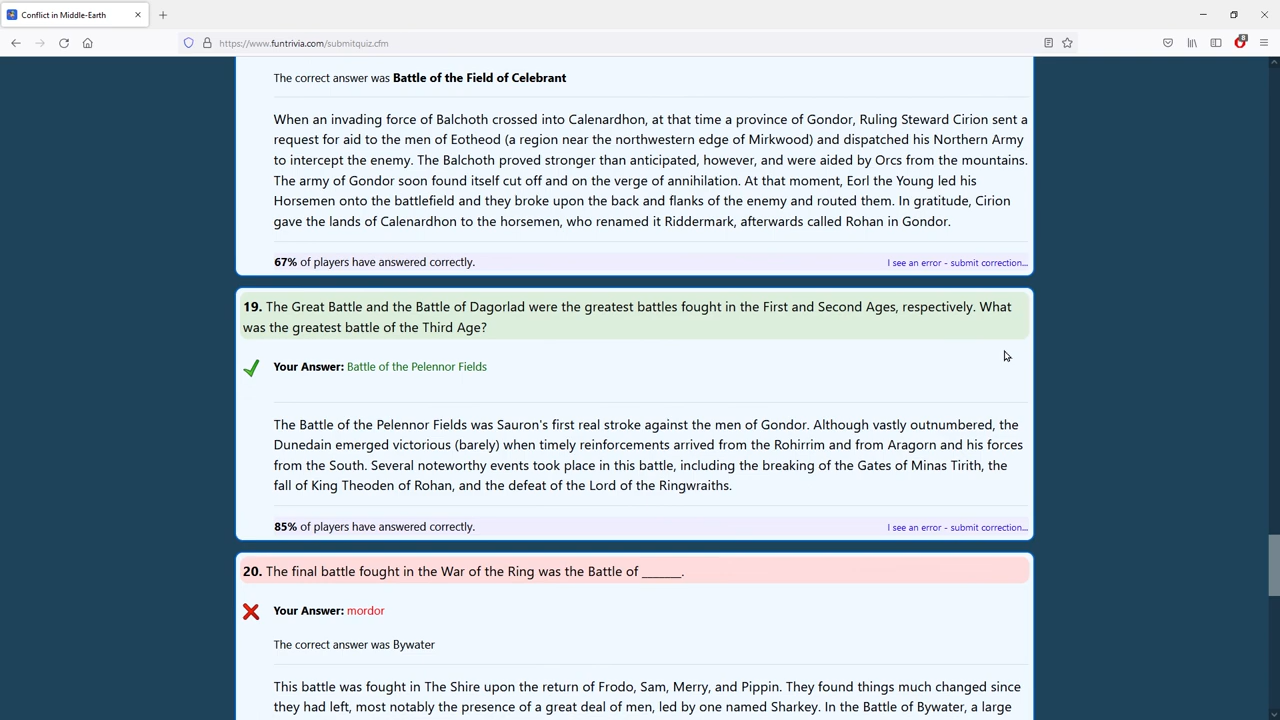 Conflict in Middle-Earth
https://www.funtrivia.com/submitquiz.cfm
8
The correct answer was Battle of the Field of Celebrant
When an invading force of Balchoth crossed into Calenardhon, at that time a province of Gondor, Ruling Steward Cirion sent a
request for aid to the men of Eotheod (a region near the northwestern edge of Mirkwood) and dispatched his Northern Army
to intercept the enemy. The Balchoth proved stronger than anticipated, however, and were aided by Orcs from the mountains.
The army of Gondor soon found itself cut off and on the verge of annihilation. At that moment, Eorl the Young led his
Horsemen onto the battlefield and they broke upon the back and flanks of the enemy and routed them. In gratitude, Cirion
gave the lands of Calenardhon to the horsemen, who renamed it Riddermark, afterwards called Rohan in Gondor.
67% of players have answered correctly.
I see an error - submit correction...
19. The Great Battle and the Battle of Dagorlad were the greatest battles fought in the First and Second Ages, respectively. What
was the greatest battle of the Third Age?
Your Answer: Battle of the Pelennor Fields
The Battle of the Pelennor Fields was Sauron's first real stroke against the men of Gondor. Although vastly outnumbered, the
Dunedain emerged victorious (barely) when timely reinforcements arrived from the Rohirrim and from Aragorn and his forces
from the South. Several noteworthy events took place in this battle, including the breaking of the Gates of Minas Tirith, the
fall of King Theoden of Rohan, and the defeat of the Lord of the Ringwraiths.
85% of players have answered correctly.
I see an error - submit correction...
20. The final battle fought in the War of the Ring was the Battle of _______.
Your Answer: mordor
The correct answer was Bywater
This battle was fought in The Shire upon the return of Frodo, Sam, Merry, and Pippin. They found things much changed since
they had left, most notably the presence of a great deal of men, led by one named Sharkey. In the Battle of Bywater, a large